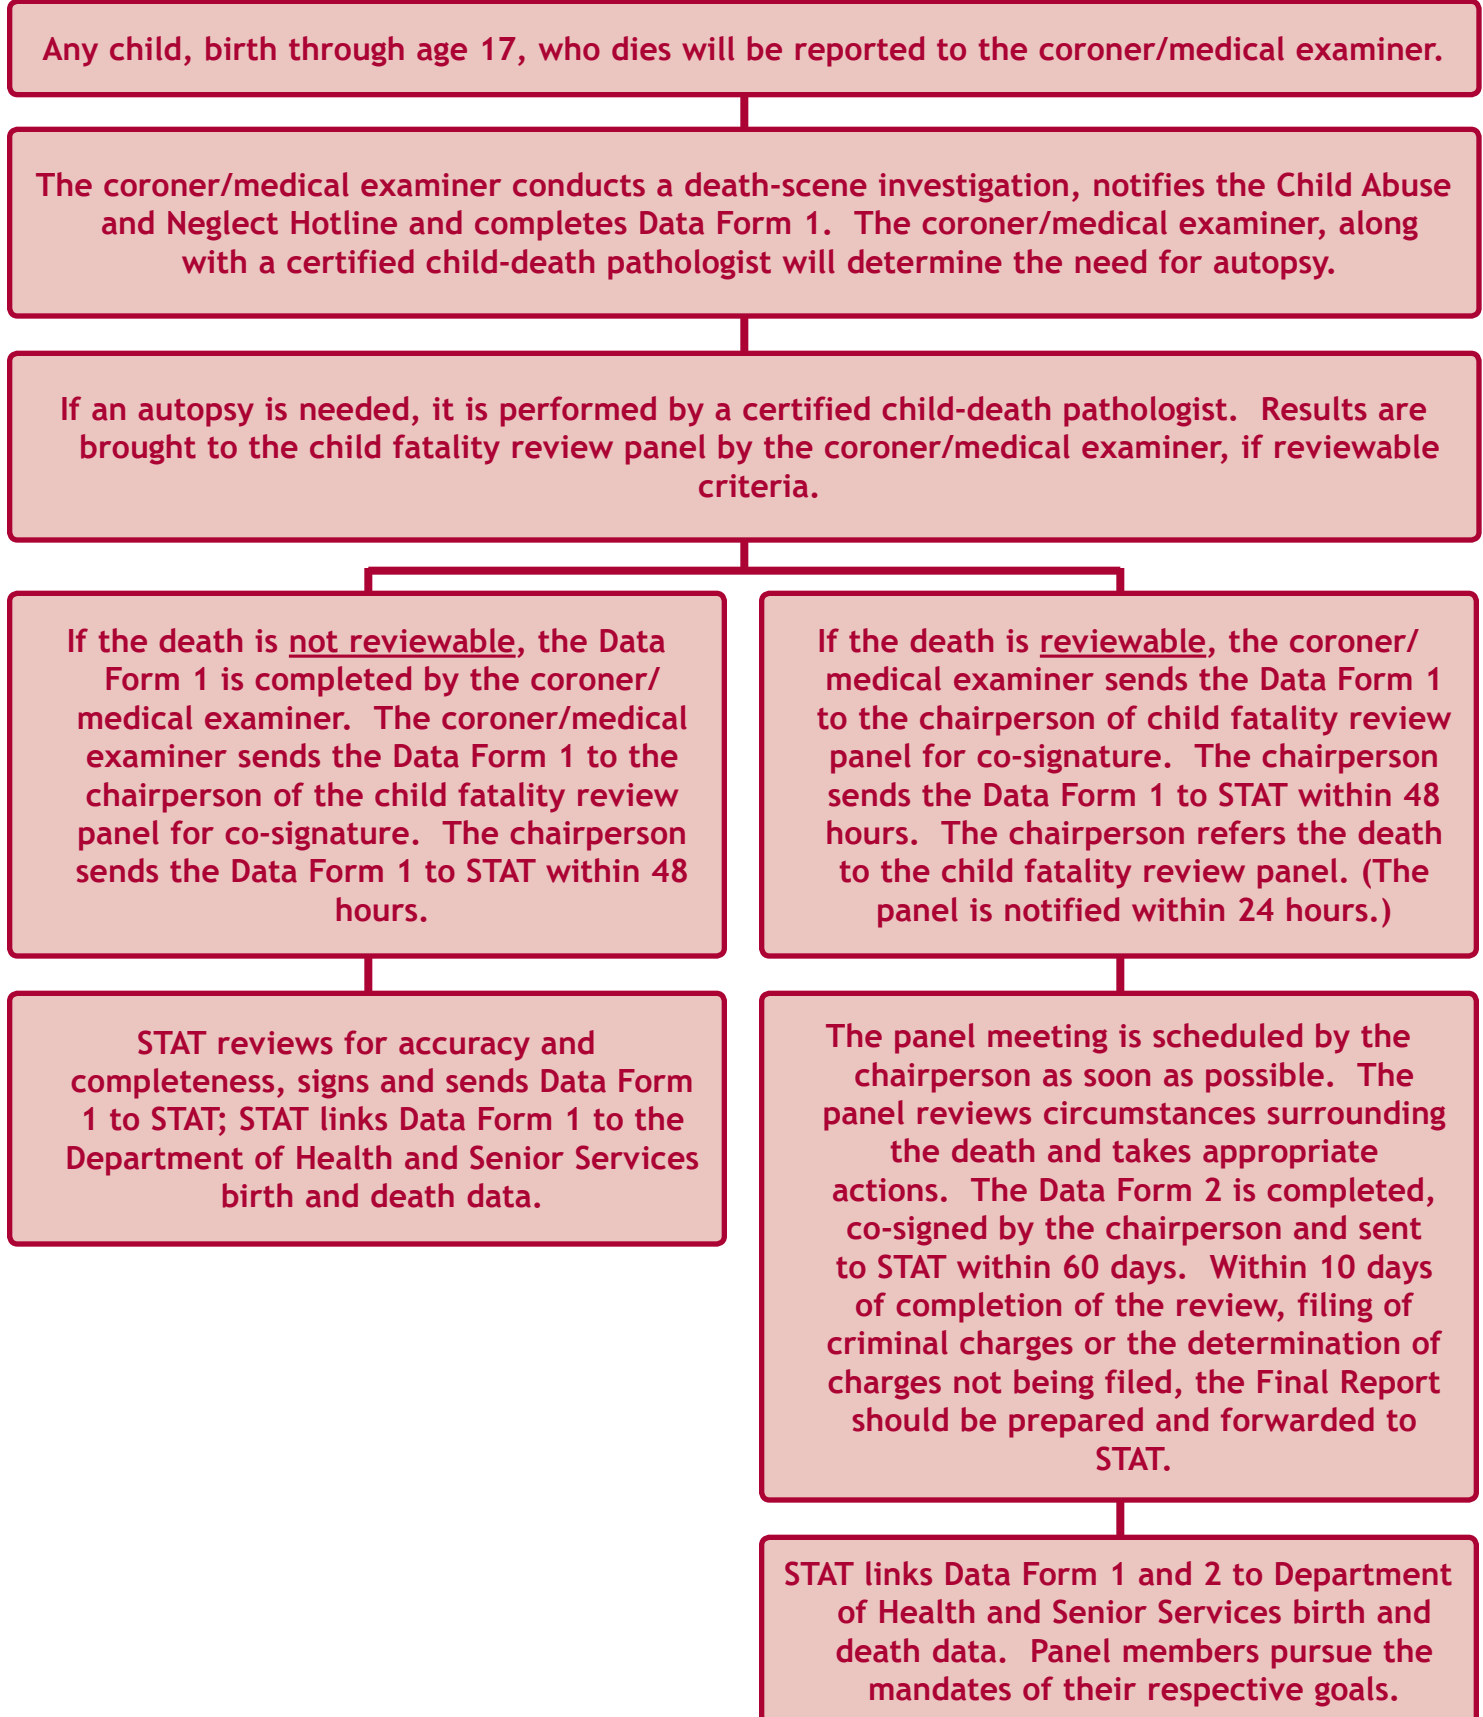 Any child, birth through age 17, who dies will be reported to the coroner/medical examiner.
The coroner/medical examiner conducts a death-scene investigation, notifies the Child Abuse
and Neglect Hotline and completes Data Form 1.  The coroner/medical examiner, along
with a certified child-death pathologist will determine the need for autopsy.
If an autopsy is needed, it is performed by a certified child-death pathologist.  Results are
brought to the child fatality review panel by the coroner/medical examiner, if reviewable
criteria.
If the death is not reviewable, the Data
Form 1 is completed by the coroner/
medical examiner.  The coroner/medical
examiner sends the Data Form 1 to the
chairperson of the child fatality review
panel for co-signature.  The chairperson
sends the Data Form 1 to STAT within 48
hours.
STAT reviews for accuracy and
completeness, signs and sends Data Form
1 to STAT; STAT links Data Form 1 to the
Department of Health and Senior Services
birth and death data.
If the death is reviewable, the coroner/
medical examiner sends the Data Form 1
to the chairperson of child fatality review
panel for co-signature.  The chairperson
sends the Data Form 1 to STAT within 48
hours.  The chairperson refers the death
to the child fatality review panel. (The
panel is notified within 24 hours.)
The panel meeting is scheduled by the
chairperson as soon as possible.  The
panel reviews circumstances surrounding
the death and takes appropriate
actions.  The Data Form 2 is completed,
co-signed by the chairperson and sent
to STAT within 60 days.  Within 10 days
of completion of the review, filing of
criminal charges or the determination of
charges not being filed, the Final Report
should be prepared and forwarded to
STAT.
STAT links Data Form 1 and 2 to Department
of Health and Senior Services birth and
death data.  Panel members pursue the
mandates of their respective goals.